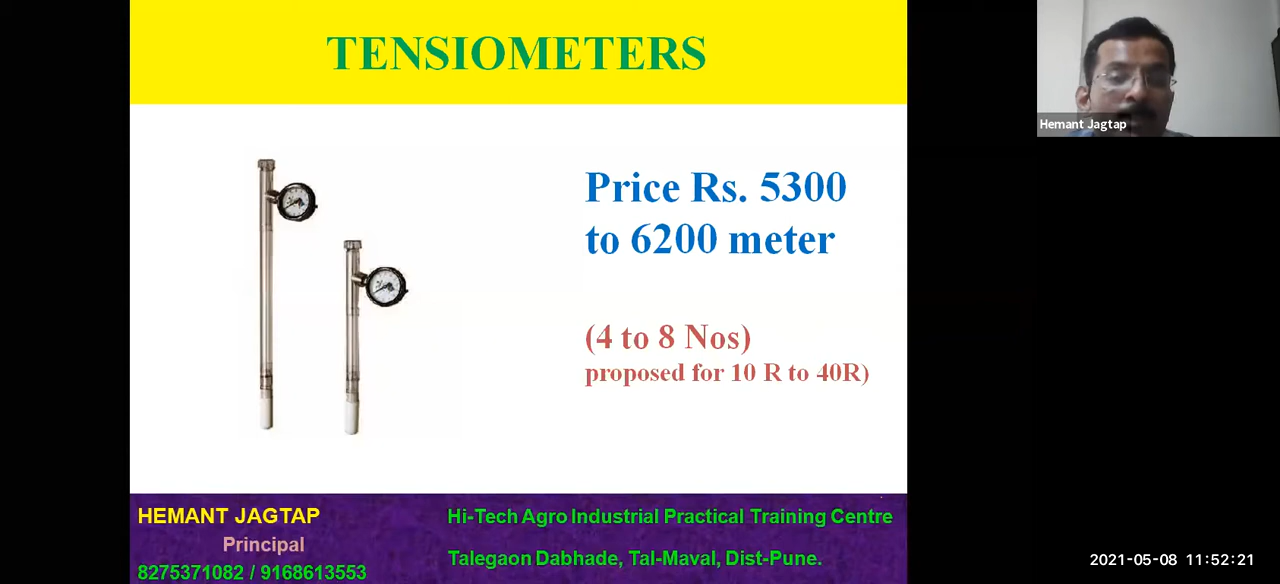 TENSIOMETERS
Hemant Jagtap
Price Rs. 5300
to 6200 meter
(4 to 8 Nos)
proposed for 10 R to 40R)
HEMANT JAGTAP
Principal
8275371082 / 9168613553
Hi-Tech Agro Industrial Practical Training Centre
Talegaon Dabhade, Tal-Maval, Dist-Pune.
2021-05-08 11:52:21